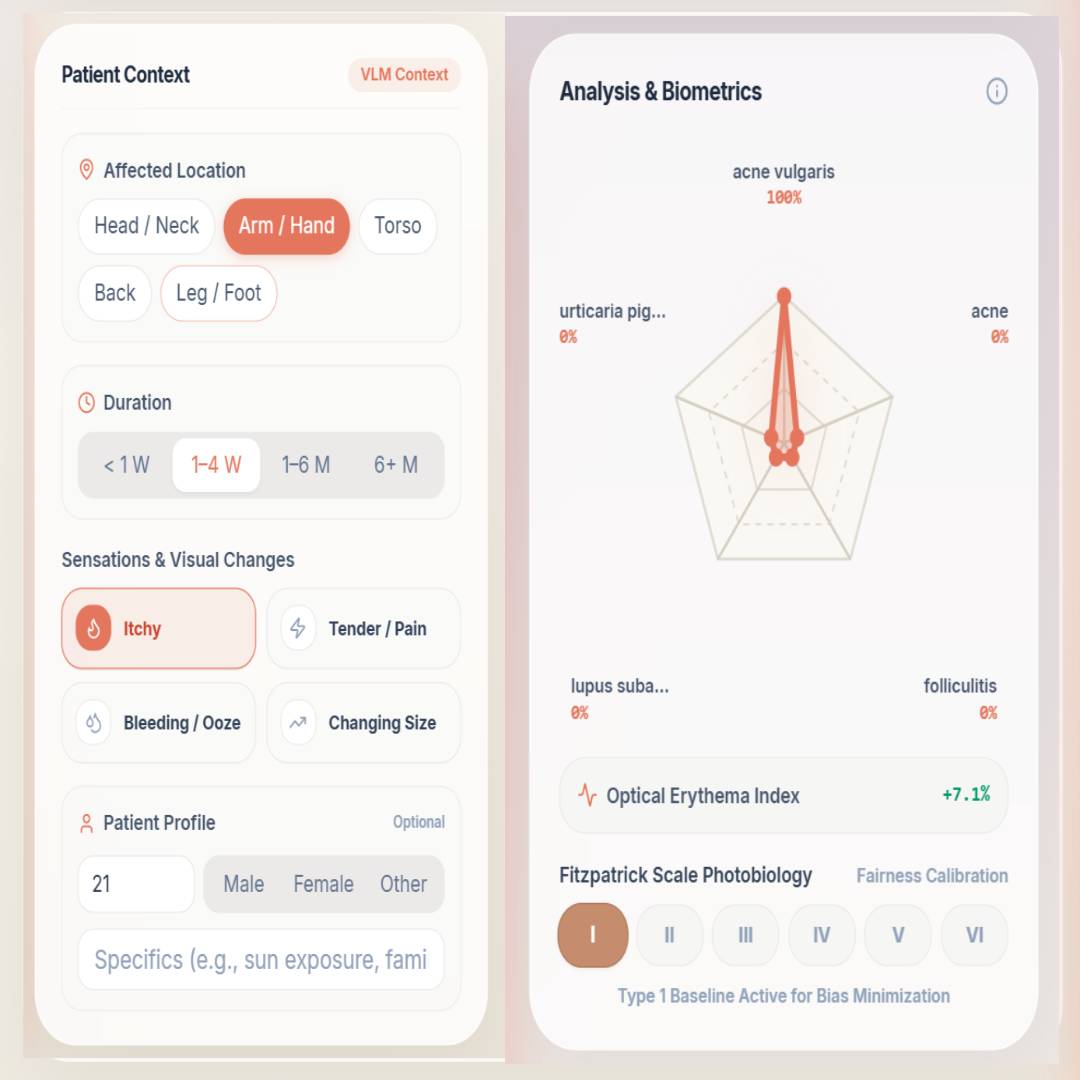 Patient Context
VLM Context
Affected Location
Head / Neck
Arm / Hand
Torso
Back
Leg / Foot
Duration
< 1 W
1–4 W
1–6 M
6+ M
Sensations & Visual Changes
Itchy
Tender / Pain
Bleeding / Ooze
Changing Size
Patient Profile
Optional
21
Male
Female
Other
Specifics (e.g., sun exposure, fami
Analysis & Biometrics
acne vulgaris
100%
urticaria pig...
0%
acne
0%
lupus suba...
0%
folliculitis
0%
Optical Erythema Index
+7.1%
Fitzpatrick Scale Photobiology
Fairness Calibration
I
II
III
IV
V
VI
Type 1 Baseline Active for Bias Minimization